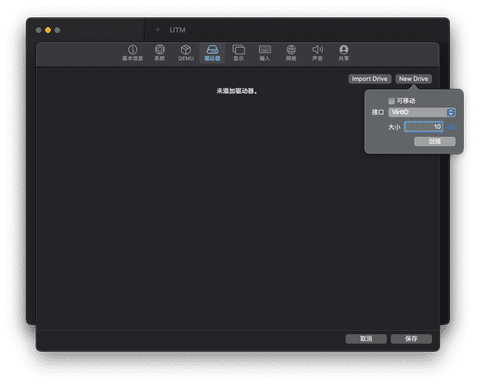 UTM
基本信息 系统 QEMU 驱动器 显示 输入 网络 声音 共享
Import Drive New Drive
未添加驱动器。
可移动
接口 VirtIO
大小 10
创建
取消 保存